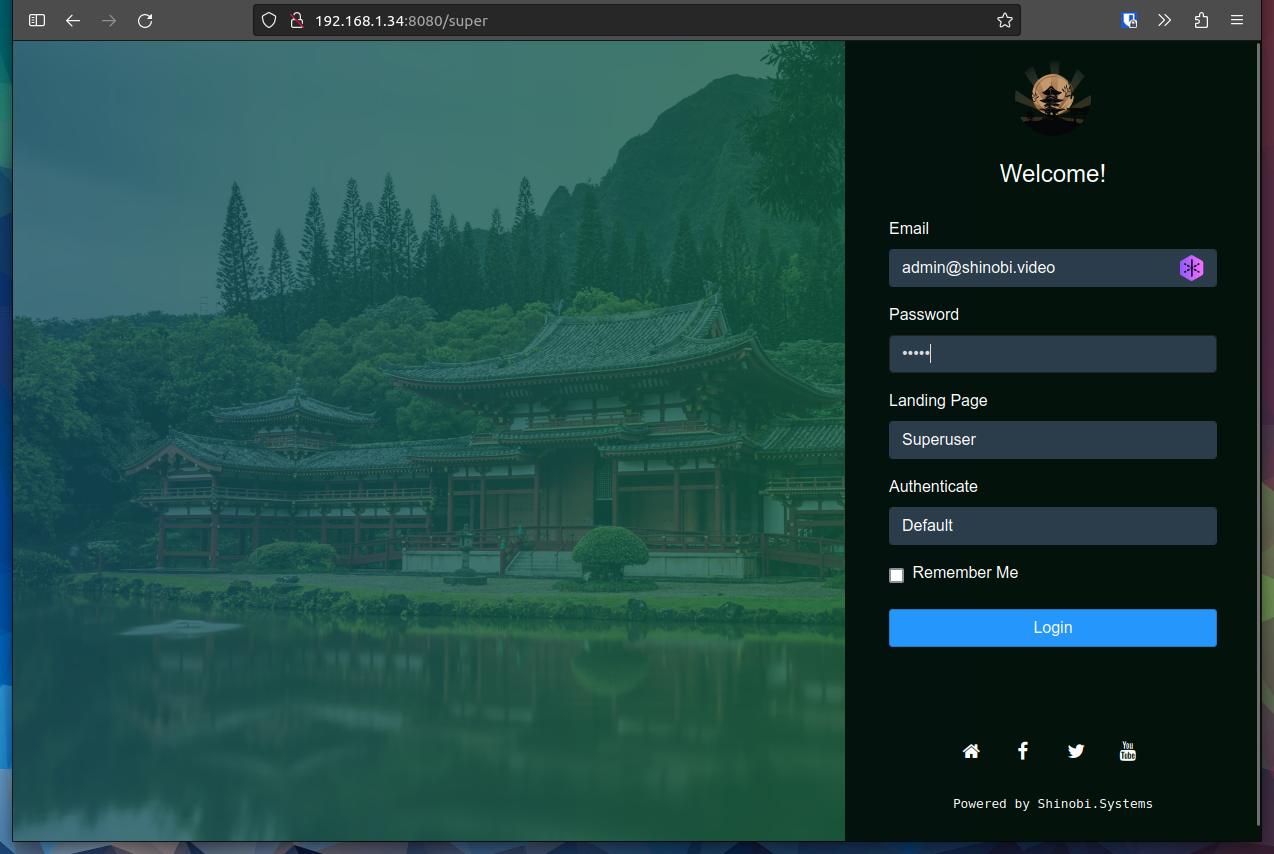 192.168.1.34:8080/super
Welcome!
Email
admin@shinobi.video
Password
•••••
Landing Page
Superuser
Authenticate
Default
Remember Me
Login
You
Tube
Powered by Shinobi.Systems